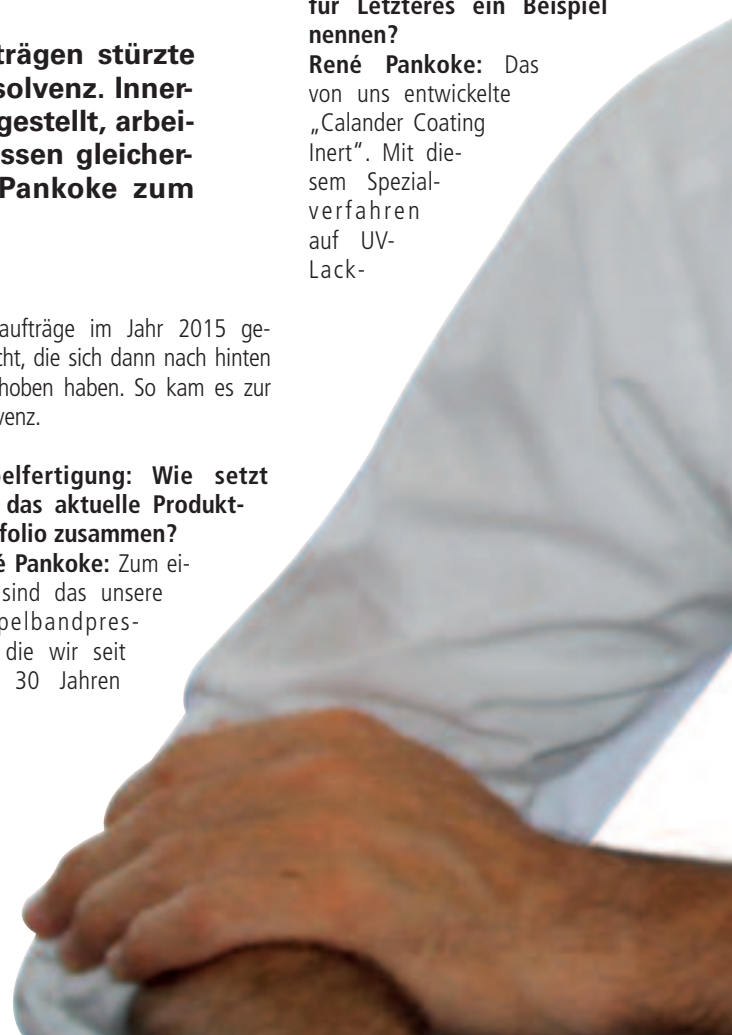 trägen stürzte
solvenz. Inner-
gestellt, arbei-
ssen gleicher-
Pankoke zum
aufträge im Jahr 2015 ge-
cht, die sich dann nach hinten
hoben haben. So kam es zur
venz.
elfertigung: Wie setzt
das aktuelle Produkt-
folio zusammen?
é Pankoke: Zum ei-
sind das unsere
pelbandpres-
die wir seit
30 Jahren
für Letzteres ein Beispiel
nennen?
René Pankoke: Das
von uns entwickelte
„Calander Coating
Inert“. Mit die-
sem Spezial-
verfahren
auf UV-
Lack-